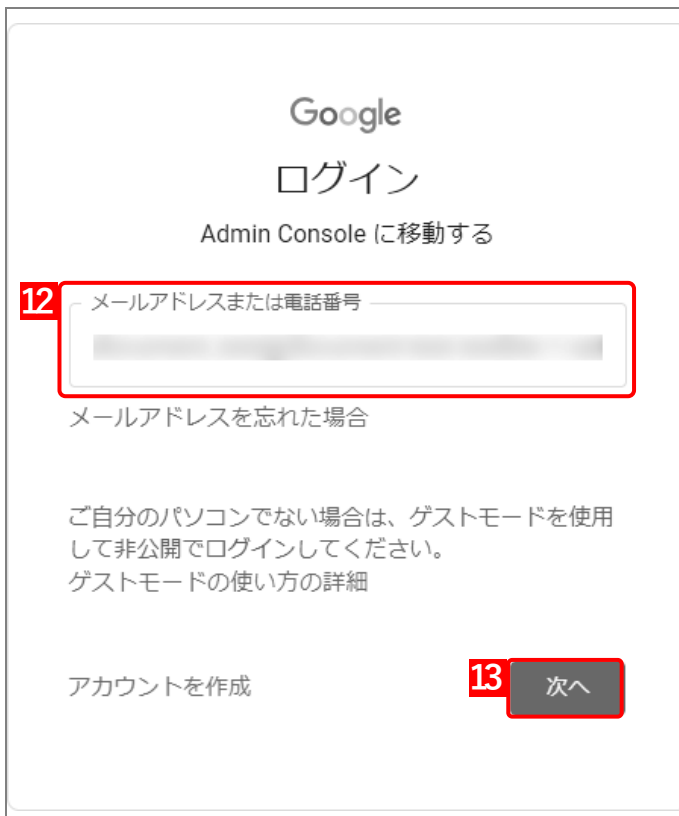 Google
ログイン
Admin Console に移動する
12
メールアドレスまたは電話番号
メールアドレスを忘れた場合
ご自分のパソコンでない場合は、ゲストモードを使用
して非公開でログインしてください。
ゲストモードの使い方の詳細
アカウントを作成
13
次へ